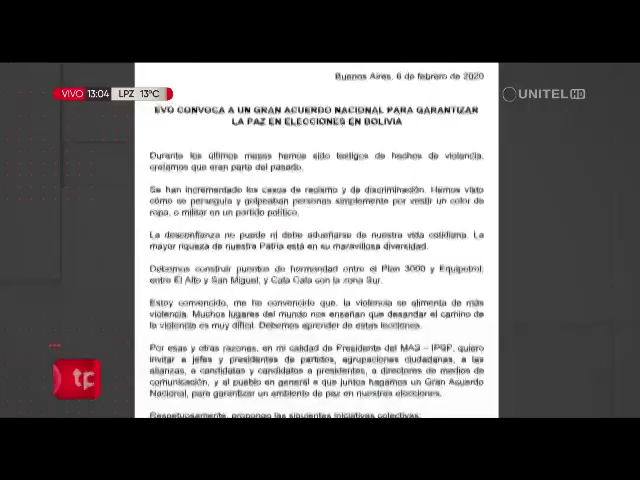 Buenos Aires, 6 de febrero de 2020
VIVO 13:04 LPZ 13°C
UNITEL HD
EVO CONVOCA A UN GRAN ACUERDO NACIONAL PARA GARANTIZAR
LA PAZ EN ELECCIONES EN BOLIVIA
Durante los últimos meses hemos sido testigos de hechos de violencia,
creíamos que eran parte del pasado.
Se han incrementado los casos de racismo y de discriminación. Hemos visto
cómo se perseguía y golpeaban personas simplemente por vestir un color de
ropa, o militar en un partido político.
La desconfianza no puede ni debe adueñarse de nuestra vida cotidiana. La
mayor riqueza de nuestra Patria está en su maravillosa diversidad.
Debemos construir puentes de hermandad entre el Plan 3000 y Equipetrol;
entre El Alto y San Miguel; y Cala Cala con la zona Sur.
Estoy convencido, me he convencido que, la violencia se alimenta de más
violencia. Muchos lugares del mundo nos enseñan que desandar el camino de
la violencia es muy difícil. Debemos aprender de estas lecciones.
Por esas y otras razones, en mi calidad de Presidente del MAS – IPSP, quiero
invitar a jefes y presidentes de partidos, agrupaciones ciudadanas, a las
alianzas, a candidatas y candidatos a presidentes, a directores de medios de
comunicación, y al pueblo en general a que juntos hagamos un Gran Acuerdo
Nacional, para garantizar un ambiente de paz en nuestras elecciones.
tp
Respetuosamente, propongo las siguientes iniciativas colectivas: